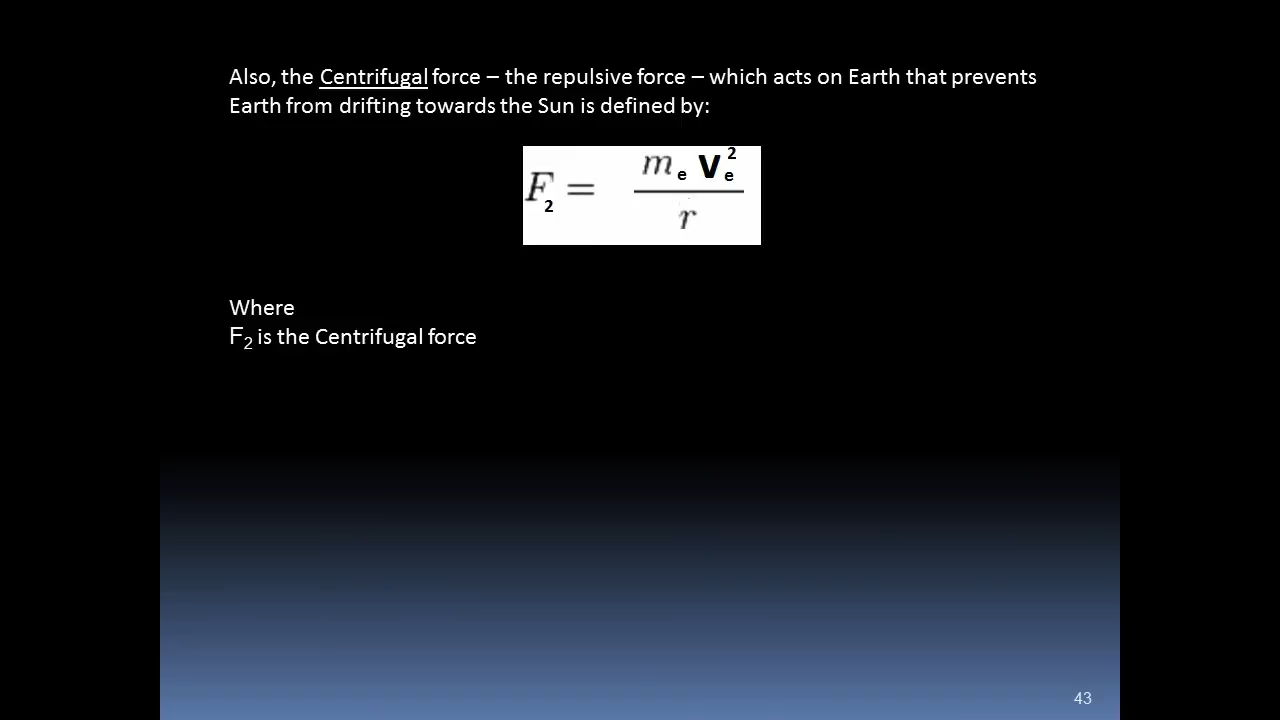 Also, the Centrifugal force – the repulsive force – which acts on Earth that prevents
Earth from drifting towards the Sun is defined by:
F₂ = mₑ Vₑ² / r
Where
F₂ is the Centrifugal force
43